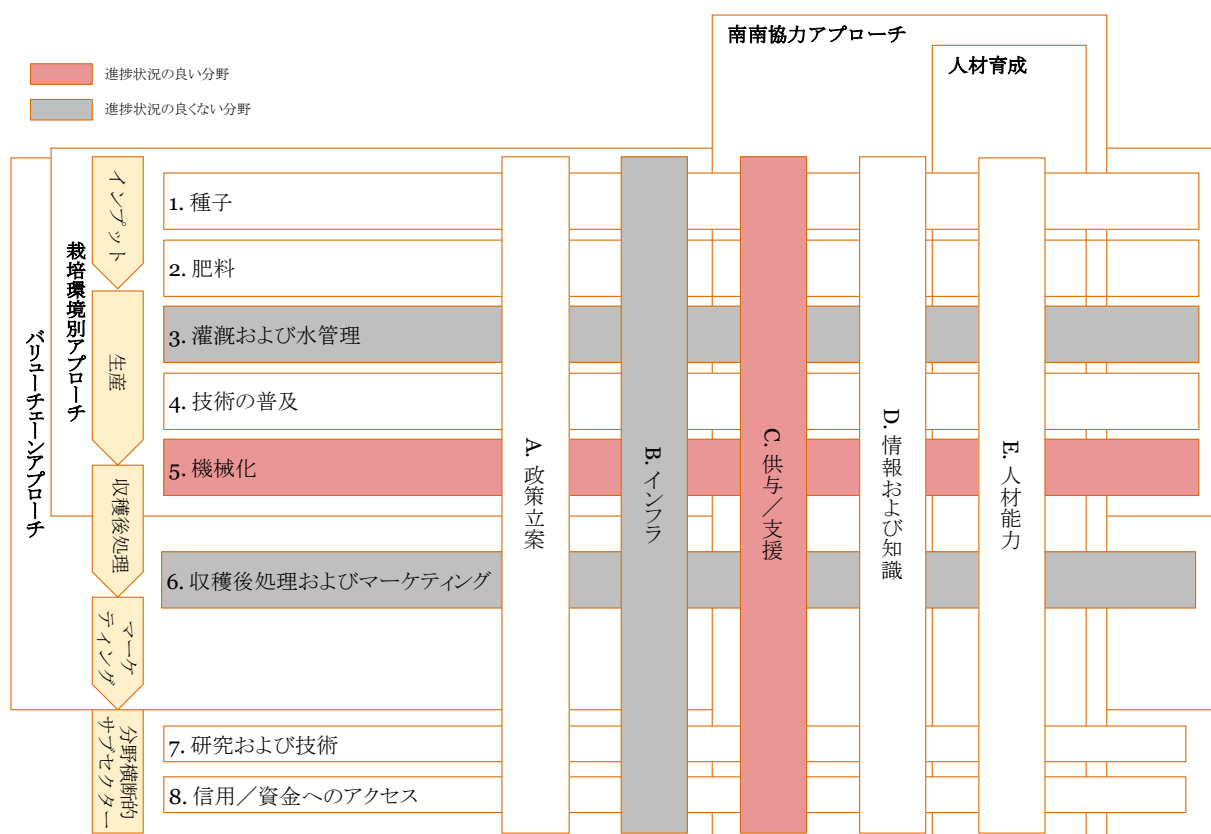 南南協力アプローチ
人材育成
進捗状況の良い分野
進捗状況の良くない分野
バリューチェーンアプローチ
栽培環境別アプローチ
インプット
生産
収穫後処理
マーケ
ティング
分野横断的
サブセクター
1. 種子
2. 肥料
3. 灌漑および水管理
4. 技術の普及
5. 機械化
6. 収穫後処理およびマーケティング
7. 研究および技術
8. 信用／資金へのアクセス
A. 政策立案
B. インフラ
C. 供与／支援
D. 情報および知識
E. 人材能力